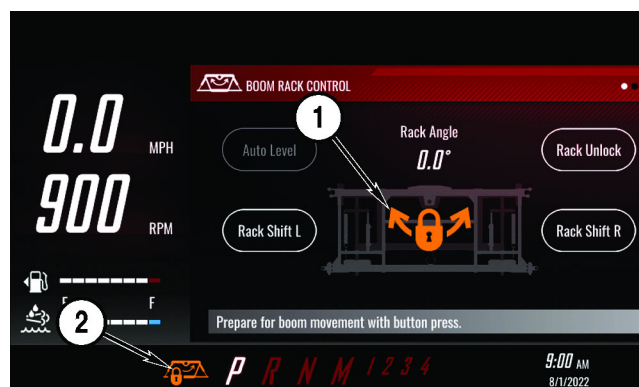 BOOM RACK CONTROL
1
0.0 MPH
900 RPM
Auto Level
Rack Angle
0.0°
Rack Unlock
Rack Shift L
Rack Shift R
F
2
Prepare for boom movement with button press.
P R N M 1 2 3 4
9:00 AM
8/1/2022